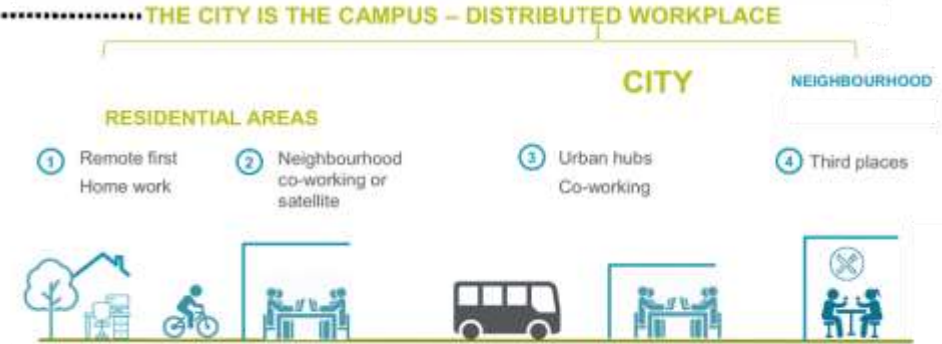 THE CITY IS THE CAMPUS – DISTRIBUTED WORKPLACE
CITY
NEIGHBOURHOOD
RESIDENTIAL AREAS
1 Remote first
Home work
2 Neighbourhood
co-working or
satellite
3 Urban hubs
Co-working
4 Third places